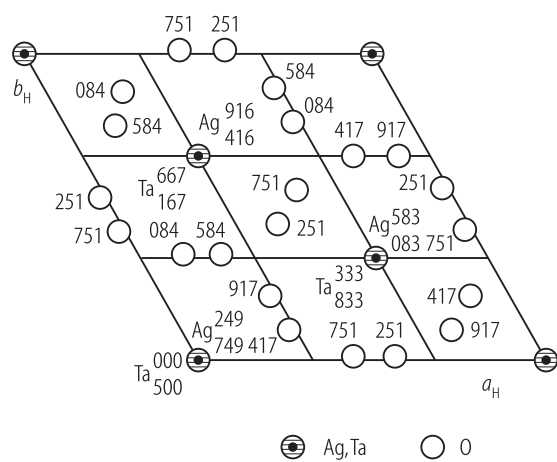 751 251
b_H
084
584
584
084
Ag 916
416
417 917
Ta 667
167
751
251
251
751
251
Ag 583
083 751
084 584
917
Ta 333
833
417
917
Ag 249
749 417
751 251
Ta 000
500
a_H
Ag,Ta
O